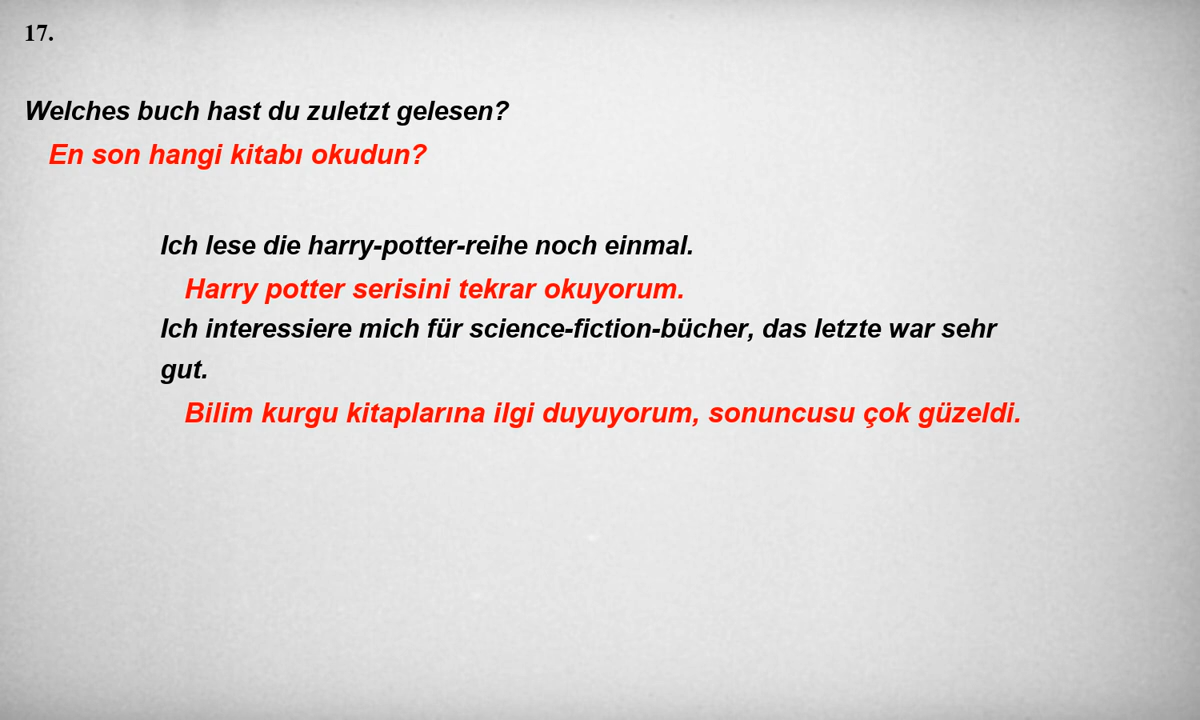 17.
Welches buch hast du zuletzt gelesen?
En son hangi kitabı okudun?
Ich lese die harry-potter-reihe noch einmal.
Harry potter serisini tekrar okuyorum.
Ich interessiere mich für science-fiction-bücher, das letzte war sehr
gut.
Bilim kurgu kitaplarına ilgi duyuyorum, sonuncusu çok güzeldi.